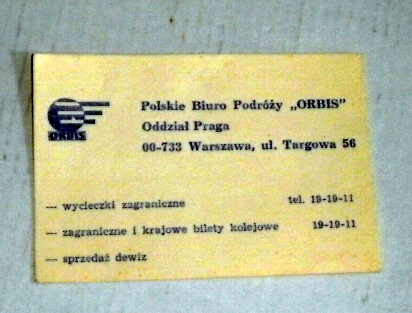 ORBIS
Polskie Biuro Podróży „ORBIS"
Oddział Praga
00-733 Warszawa, ul. Targowa 56
— wycieczki zagraniczne tel. 19-19-11
— zagraniczne i krajowe bilety kolejowe 19-19-11
— sprzedaż dewiz